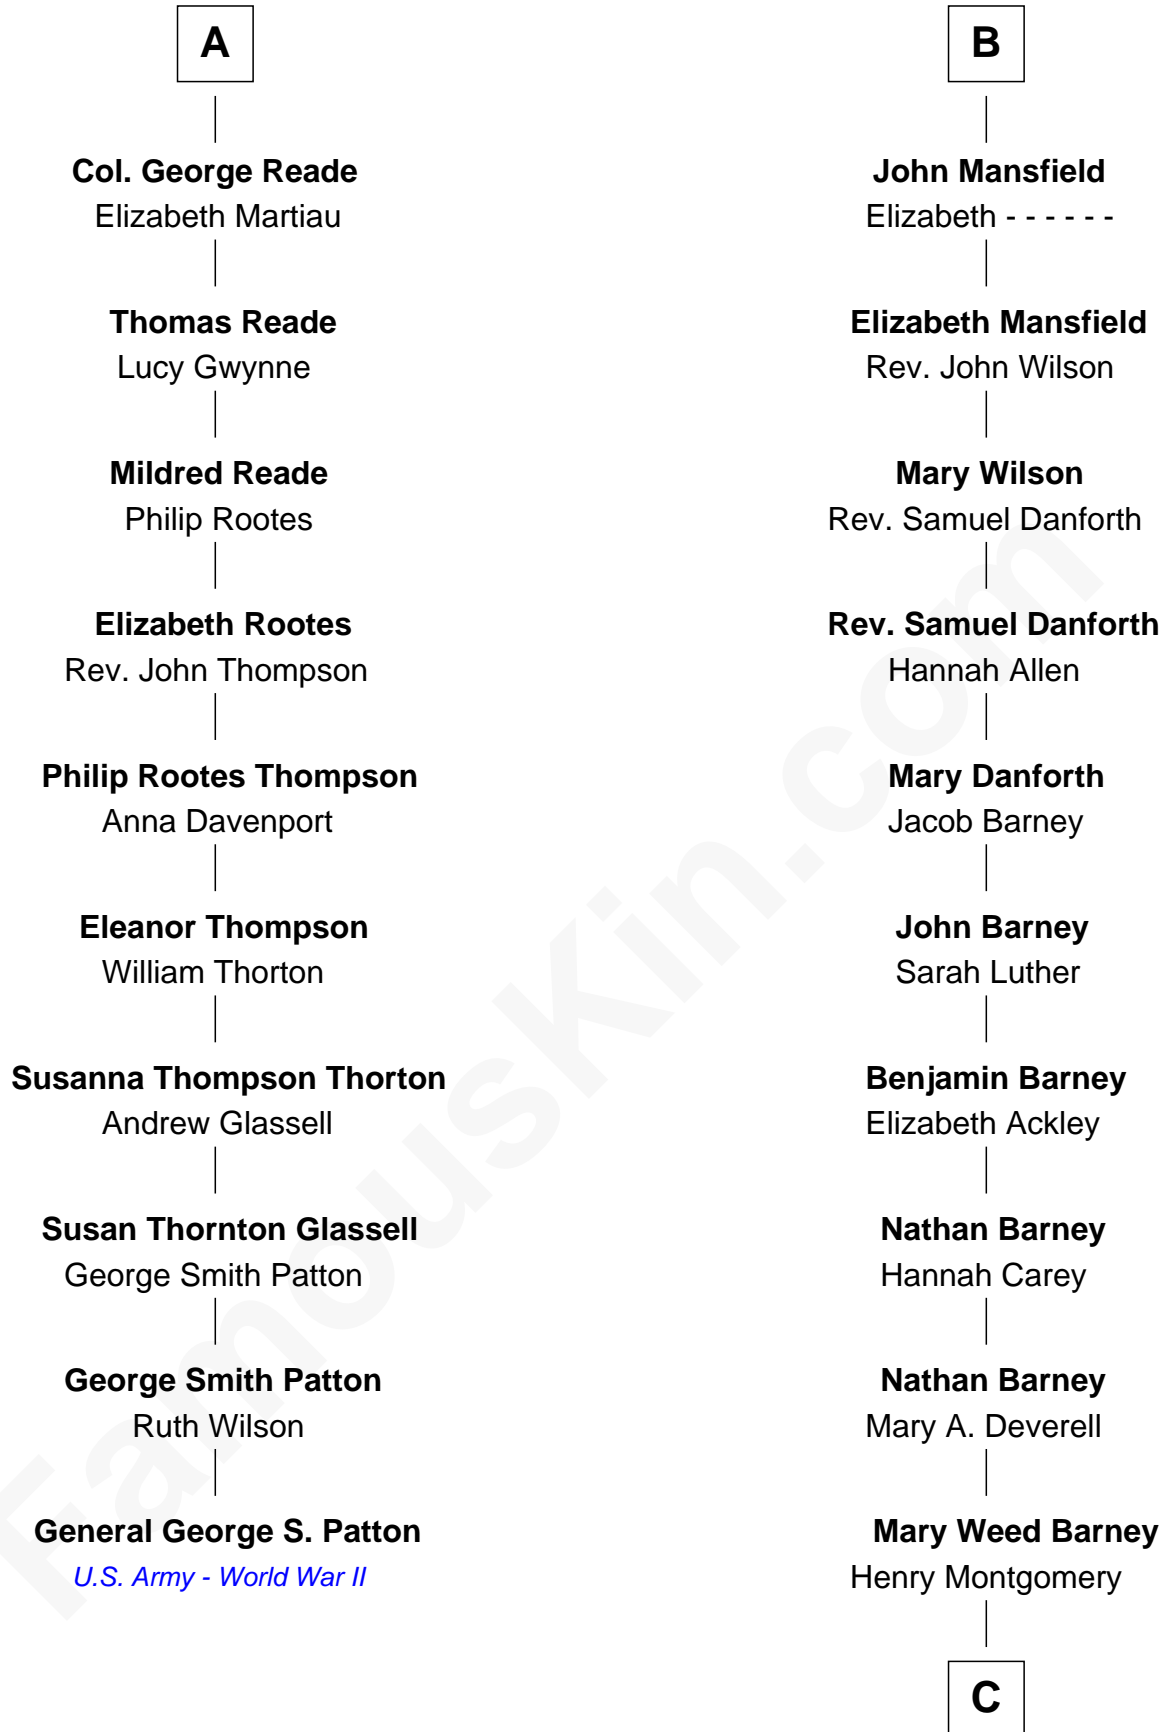 A
Col. George Reade
Elizabeth Martiau
Thomas Reade
Lucy Gwynne
Mildred Reade
Philip Rootes
Elizabeth Rootes
Rev. John Thompson
Philip Rootes Thompson
Anna Davenport
Eleanor Thompson
William Thorton
Susanna Thompson Thorton
Andrew Glassell
Susan Thornton Glassell
George Smith Patton
George Smith Patton
Ruth Wilson
General George S. Patton
U.S. Army - World War II
B
John Mansfield
Elizabeth - - - - - -
Elizabeth Mansfield
Rev. John Wilson
Mary Wilson
Rev. Samuel Danforth
Rev. Samuel Danforth
Hannah Allen
Mary Danforth
Jacob Barney
John Barney
Sarah Luther
Benjamin Barney
Elizabeth Ackley
Nathan Barney
Hannah Carey
Nathan Barney
Mary A. Deverell
Mary Weed Barney
Henry Montgomery
C
FamousKin.com